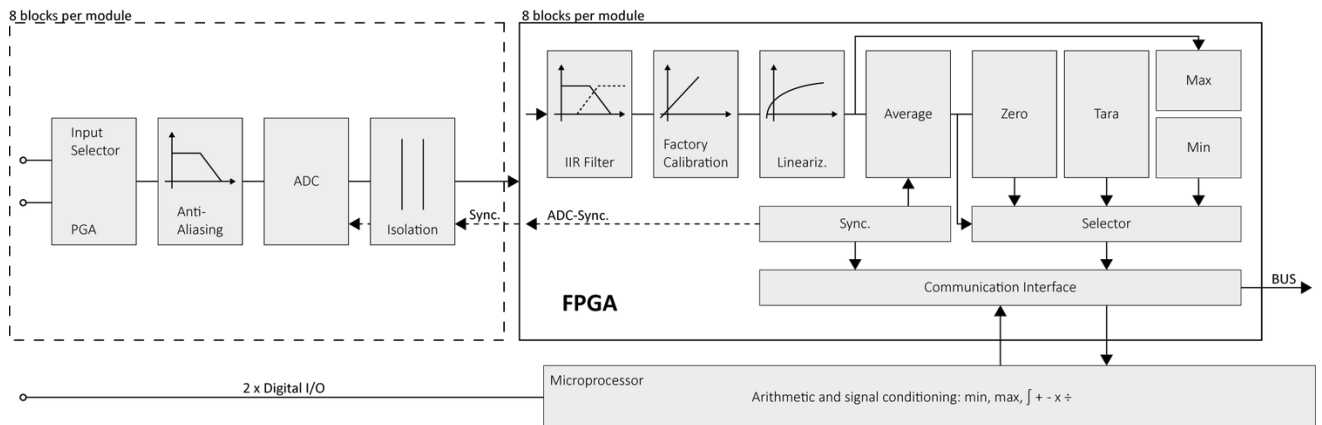 8 blocks per module
8 blocks per module
Input
Selector
PGA
Anti-
Aliasing
ADC
Isolation
IIR Filter
Factory
Calibration
Lineariz.
Average
Zero
Tara
Max
Min
Sync.
ADC-Sync.
Sync.
Selector
Communication Interface
BUS
FPGA
2 x Digital I/O
Microprocessor
Arithmetic and signal conditioning: min, max, ∫ + - x ÷